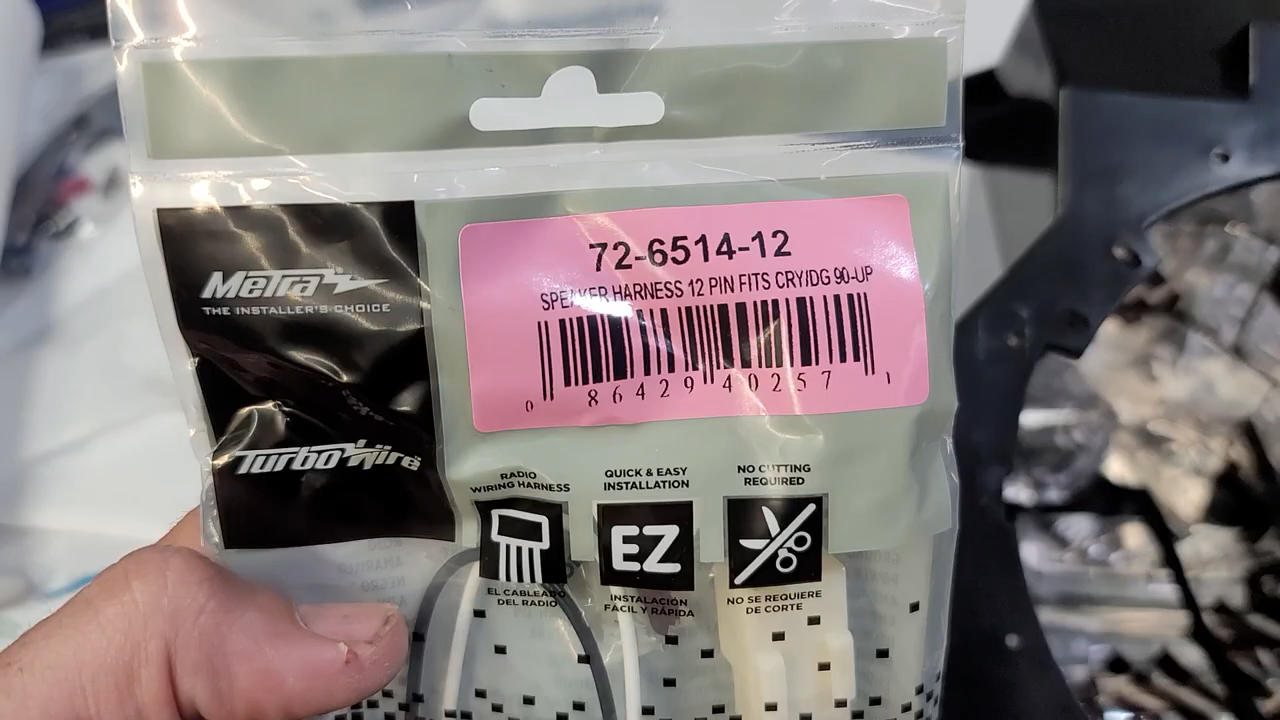 72-6514-12
SPEAKER HARNESS 12 PIN FITS CRY/DG 90-UP
0 86429 40257 1
Metra
THE INSTALLER'S CHOICE
TurboWire
RADIO
WIRING HARNESS
EL CABLEADO
DEL RADIO
QUICK & EASY
INSTALLATION
EZ
INSTALACIÓN
FÁCIL Y RÁPIDA
NO CUTTING
REQUIRED
NO SE REQUIERE
DE CORTE
AMARILLO
NEGRO